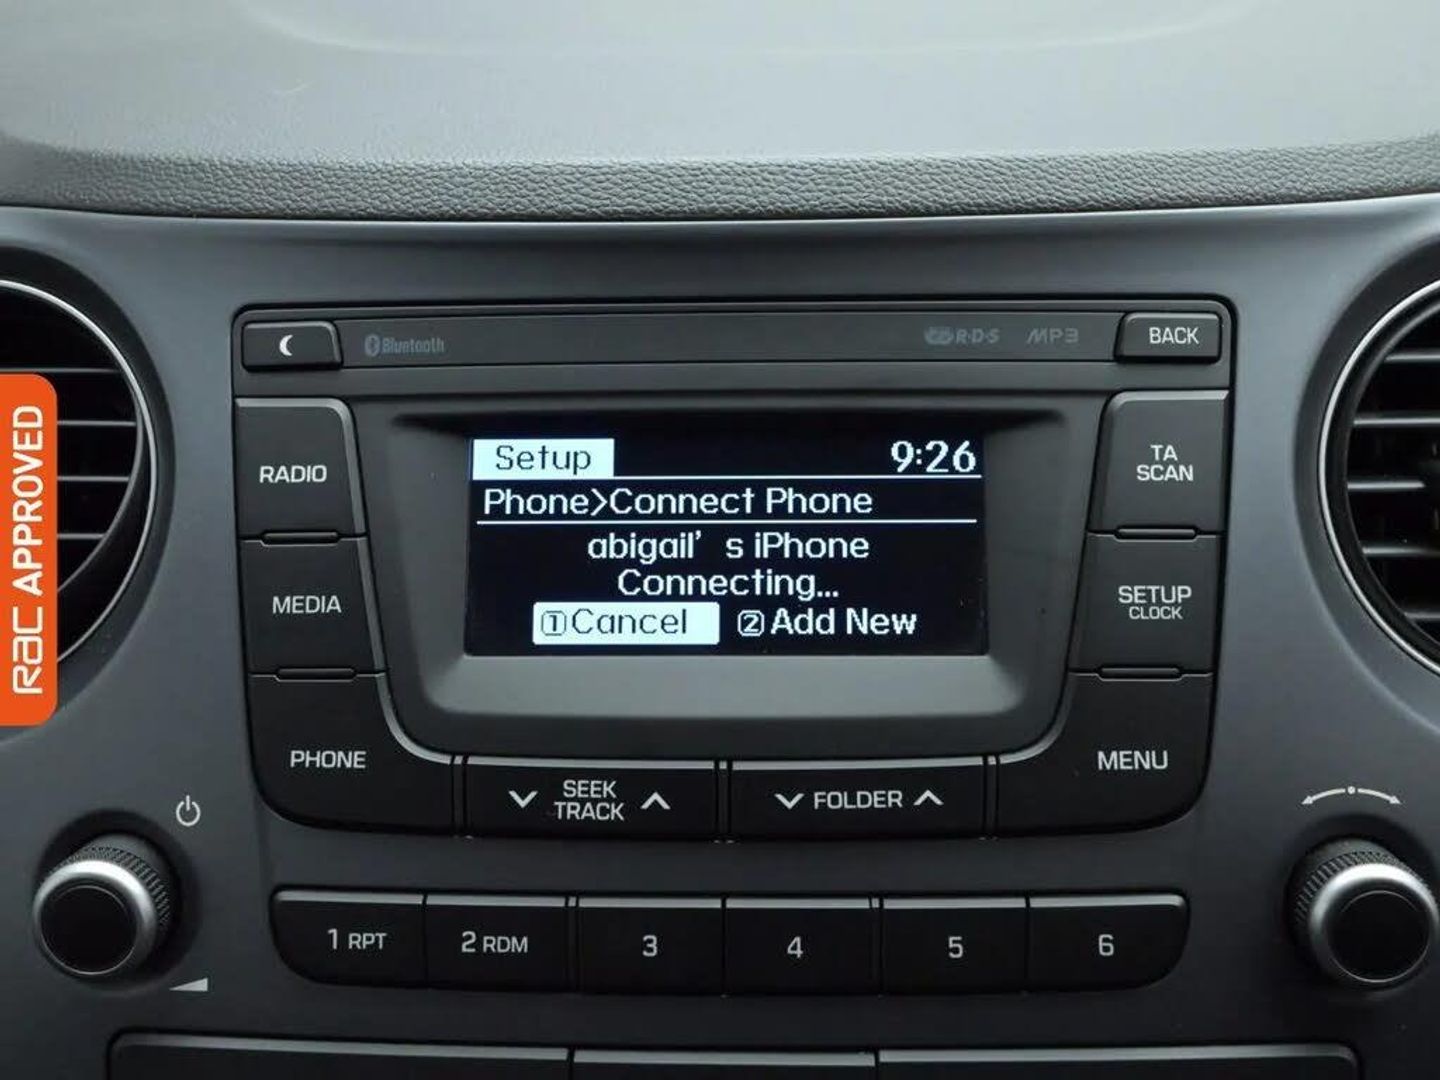 Bluetooth
R·D·S
MP3
BACK
RADIO
MEDIA
PHONE
Setup
9:26
Phone>Connect Phone
abigail's iPhone
Connecting...
1Cancel 2Add New
TA
SCAN
SETUP
CLOCK
MENU
SEEK
TRACK
FOLDER
1 RPT
2 RDM
3
4
5
6
RAC APPROVED